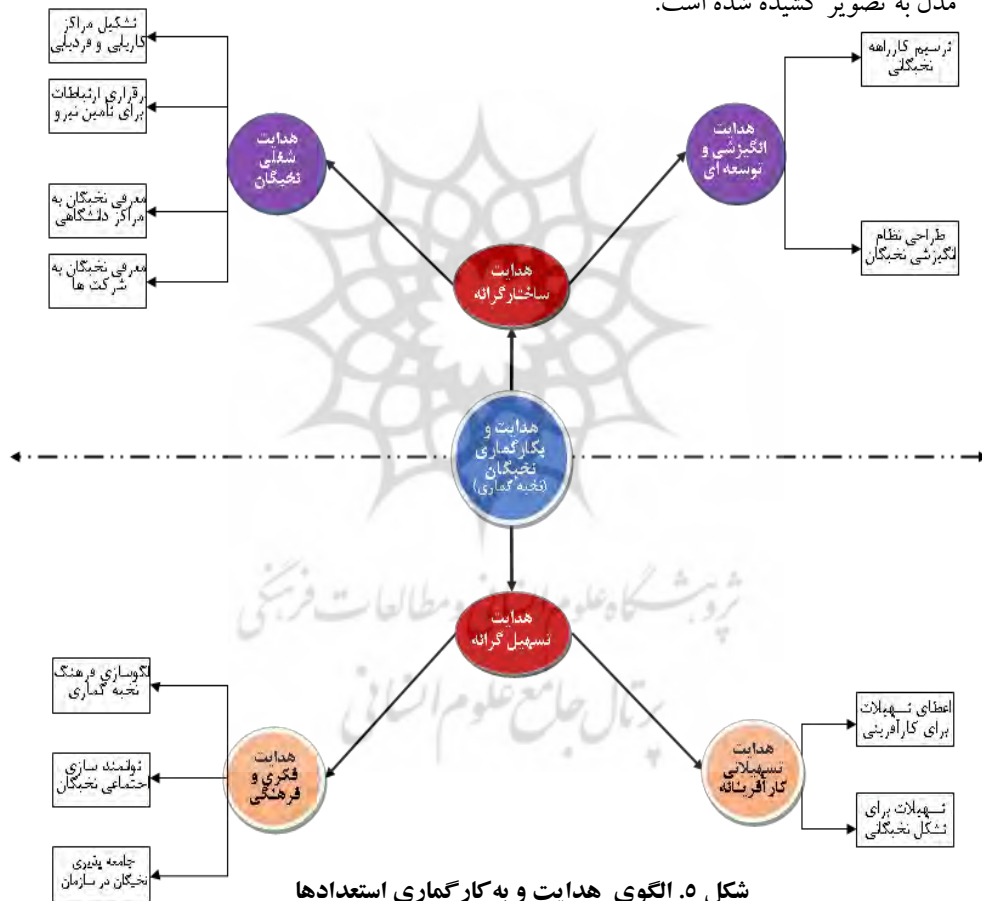 مدل به تصویر کشیده شده است.
ترسیم کارراهه
نخبگانی
هدایت
انگیزشی و
توسعه ای
طراحی نظام
انگیزشی نخبگان
تشکیل مراکز
کاریابی و فردیابی
برقراری ارتباطات
برای تامین نیرو
هدایت
شغلی
نخبگان
معرفی نخبگان به
مراکز دانشگاهی
معرفی نخبگان به
شرکت ها
هدایت
ساختارگرانه
هدایت و
بکارگماری
نخبگان
(نخبه گماری)
هدایت
تسهیل گرانه
پژوهشگاه علوم انسانی و مطالعات فرهنگی
پرتال جامع علوم انسانی
اعطای تسهیلات
برای کارآفرینی
هدایت
تسهیلاتی
کارآفرینانه
تسهیلات برای
تشکل نخبگانی
الگوسازی فرهنگ
نخبه گماری
هدایت
فکری و
فرهنگی
توانمند سازی
اجتماعی نخبگان
جامعه پذیری
نخبگان در سازمان
شکل ۵. الگوی هدایت و به‌کارگماری استعدادها